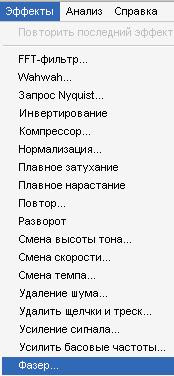 Эффекты Анализ Справка
Повторить последний эффект
FFT-фильтр...
Wahwah...
Запрос Nyquist...
Инвертирование
Компрессор...
Нормализация...
Плавное затухание
Плавное нарастание
Повтор...
Разворот
Смена высоты тона...
Смена скорости...
Смена темпа...
Удаление шума...
Удалить щелчки и треск...
Усиление сигнала...
Усилить басовые частоты...
Фазер...